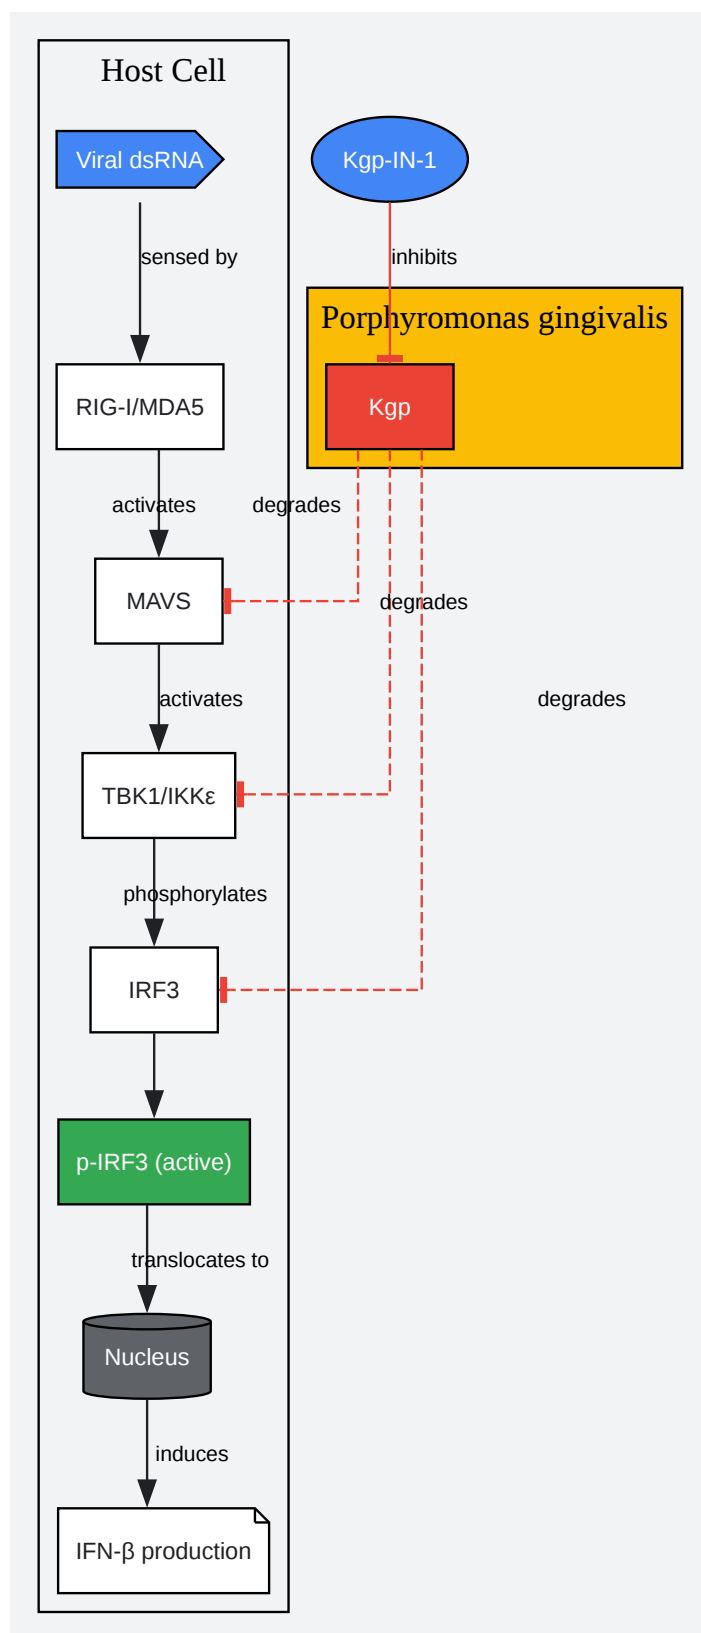 Host Cell
Viral dsRNA
Kgp-IN-1
sensed by
inhibits
Porphyromonas gingivalis
RIG-I/MDA5
Kgp
activates
degrades
MAVS
degrades
activates
degrades
TBK1/IKKε
phosphorylates
IRF3
p-IRF3 (active)
translocates to
Nucleus
induces
IFN-β production